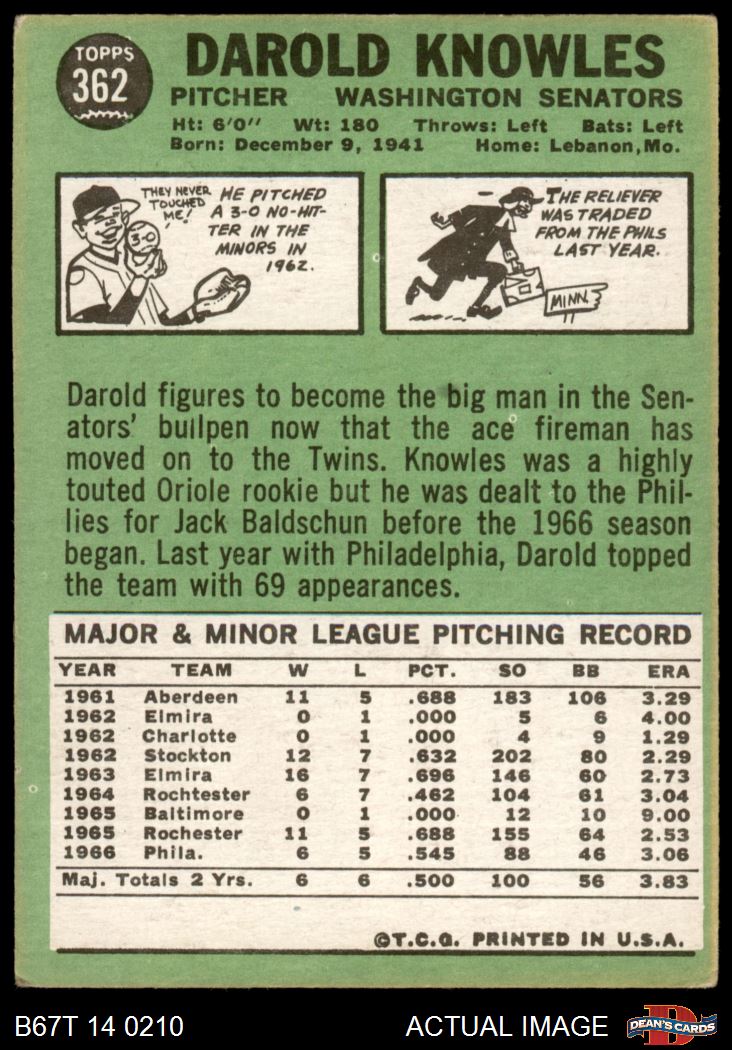 TOPPS
362
DAROLD KNOWLES
PITCHER WASHINGTON SENATORS
Ht: 6'0" Wt: 180 Throws: Left Bats: Left
Born: December 9, 1941 Home: Lebanon, Mo.
THEY NEVER
TOUCHED
ME!
3-0
HE PITCHED
A 3-0 NO-HIT-
TER IN THE
MINORS IN
1962.
THE RELIEVER
WAS TRADED
FROM THE PHILS
LAST YEAR.
MINN.
Darold figures to become the big man in the Sen-
ators' bullpen now that the ace fireman has
moved on to the Twins. Knowles was a highly
touted Oriole rookie but he was dealt to the Phil-
lies for Jack Baldschun before the 1966 season
began. Last year with Philadelphia, Darold topped
the team with 69 appearances.
MAJOR & MINOR LEAGUE PITCHING RECORD
YEAR TEAM W L PCT. SO BB ERA
1961 Aberdeen 11 5 .688 183 106 3.29
1962 Elmira 0 1 .000 5 6 4.00
1962 Charlotte 0 1 .000 4 9 1.29
1962 Stockton 12 7 .632 202 80 2.29
1963 Elmira 16 7 .696 146 60 2.73
1964 Rochtester 6 7 .462 104 61 3.04
1965 Baltimore 0 1 .000 12 10 9.00
1965 Rochester 11 5 .688 155 64 2.53
1966 Phila. 6 5 .545 88 46 3.06
Maj. Totals 2 Yrs. 6 6 .500 100 56 3.83
©T.C.G. PRINTED IN U.S.A.
B67T 14 0210 ACTUAL IMAGE
D
DEAN'S CARDS